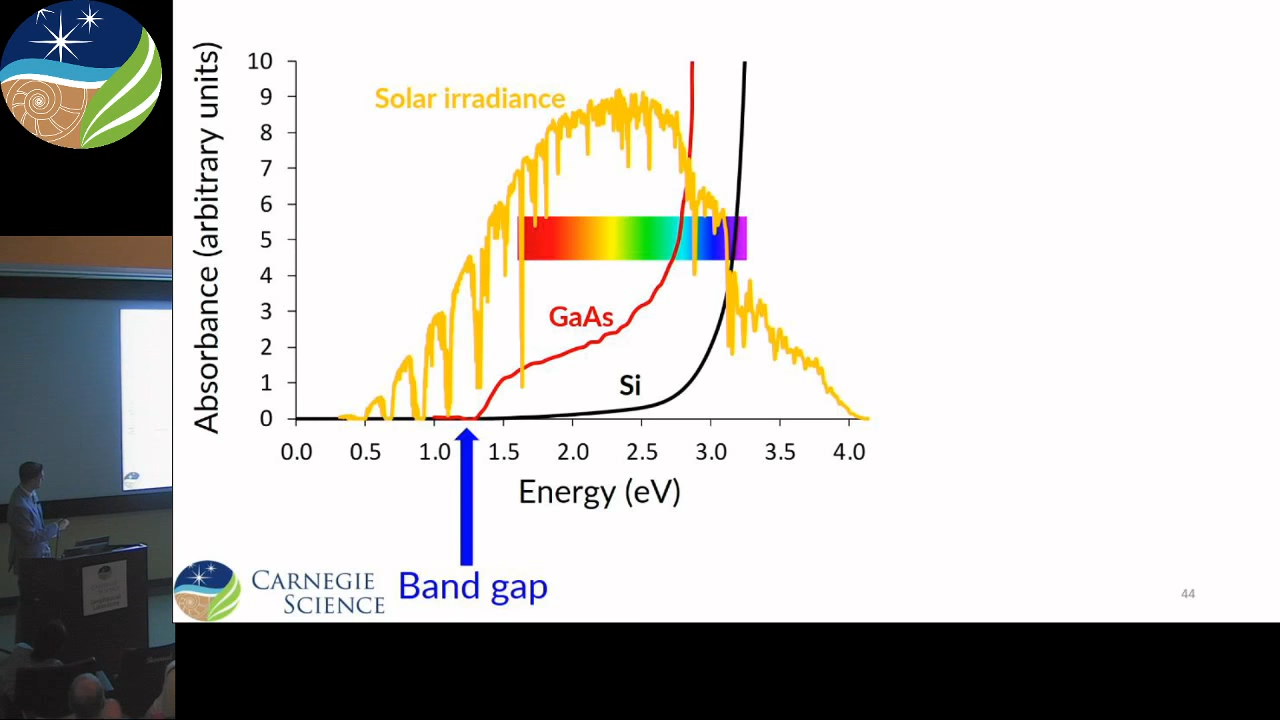 Absorbance (arbitrary units)
10
9
8
7
6
5
4
3
2
1
0
Solar irradiance
GaAs
Si
0.0 0.5 1.0 1.5 2.0 2.5 3.0 3.5 4.0
Energy (eV)
Band gap
CARNEGIE
SCIENCE
44